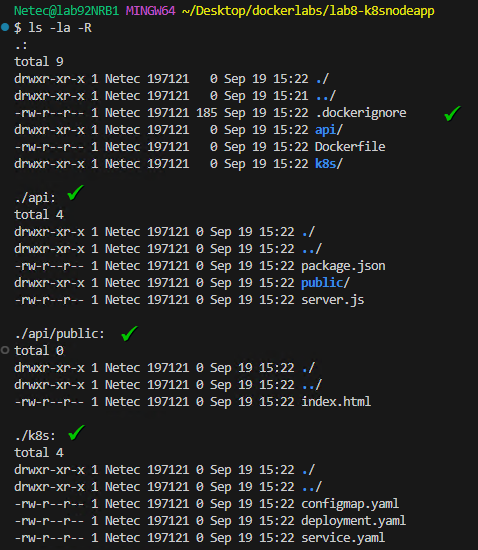 Netec@lab92NRB1 MINGW64 ~/Desktop/dockerlabs/lab8-k8snodeapp
$ ls -la -R
.:
total 9
drwxr-xr-x 1 Netec 197121   0 Sep 19 15:22 ./
drwxr-xr-x 1 Netec 197121   0 Sep 19 15:21 ../
-rw-r--r-- 1 Netec 197121 185 Sep 19 15:22 .dockerignore
drwxr-xr-x 1 Netec 197121   0 Sep 19 15:22 api/
-rw-r--r-- 1 Netec 197121   0 Sep 19 15:22 Dockerfile
drwxr-xr-x 1 Netec 197121   0 Sep 19 15:22 k8s/
./api:
total 4
drwxr-xr-x 1 Netec 197121 0 Sep 19 15:22 ./
drwxr-xr-x 1 Netec 197121 0 Sep 19 15:22 ../
-rw-r--r-- 1 Netec 197121 0 Sep 19 15:22 package.json
drwxr-xr-x 1 Netec 197121 0 Sep 19 15:22 public/
-rw-r--r-- 1 Netec 197121 0 Sep 19 15:22 server.js
./api/public:
total 0
drwxr-xr-x 1 Netec 197121 0 Sep 19 15:22 ./
drwxr-xr-x 1 Netec 197121 0 Sep 19 15:22 ../
-rw-r--r-- 1 Netec 197121 0 Sep 19 15:22 index.html
./k8s:
total 4
drwxr-xr-x 1 Netec 197121 0 Sep 19 15:22 ./
drwxr-xr-x 1 Netec 197121 0 Sep 19 15:22 ../
-rw-r--r-- 1 Netec 197121 0 Sep 19 15:22 configmap.yaml
-rw-r--r-- 1 Netec 197121 0 Sep 19 15:22 deployment.yaml
-rw-r--r-- 1 Netec 197121 0 Sep 19 15:22 service.yaml